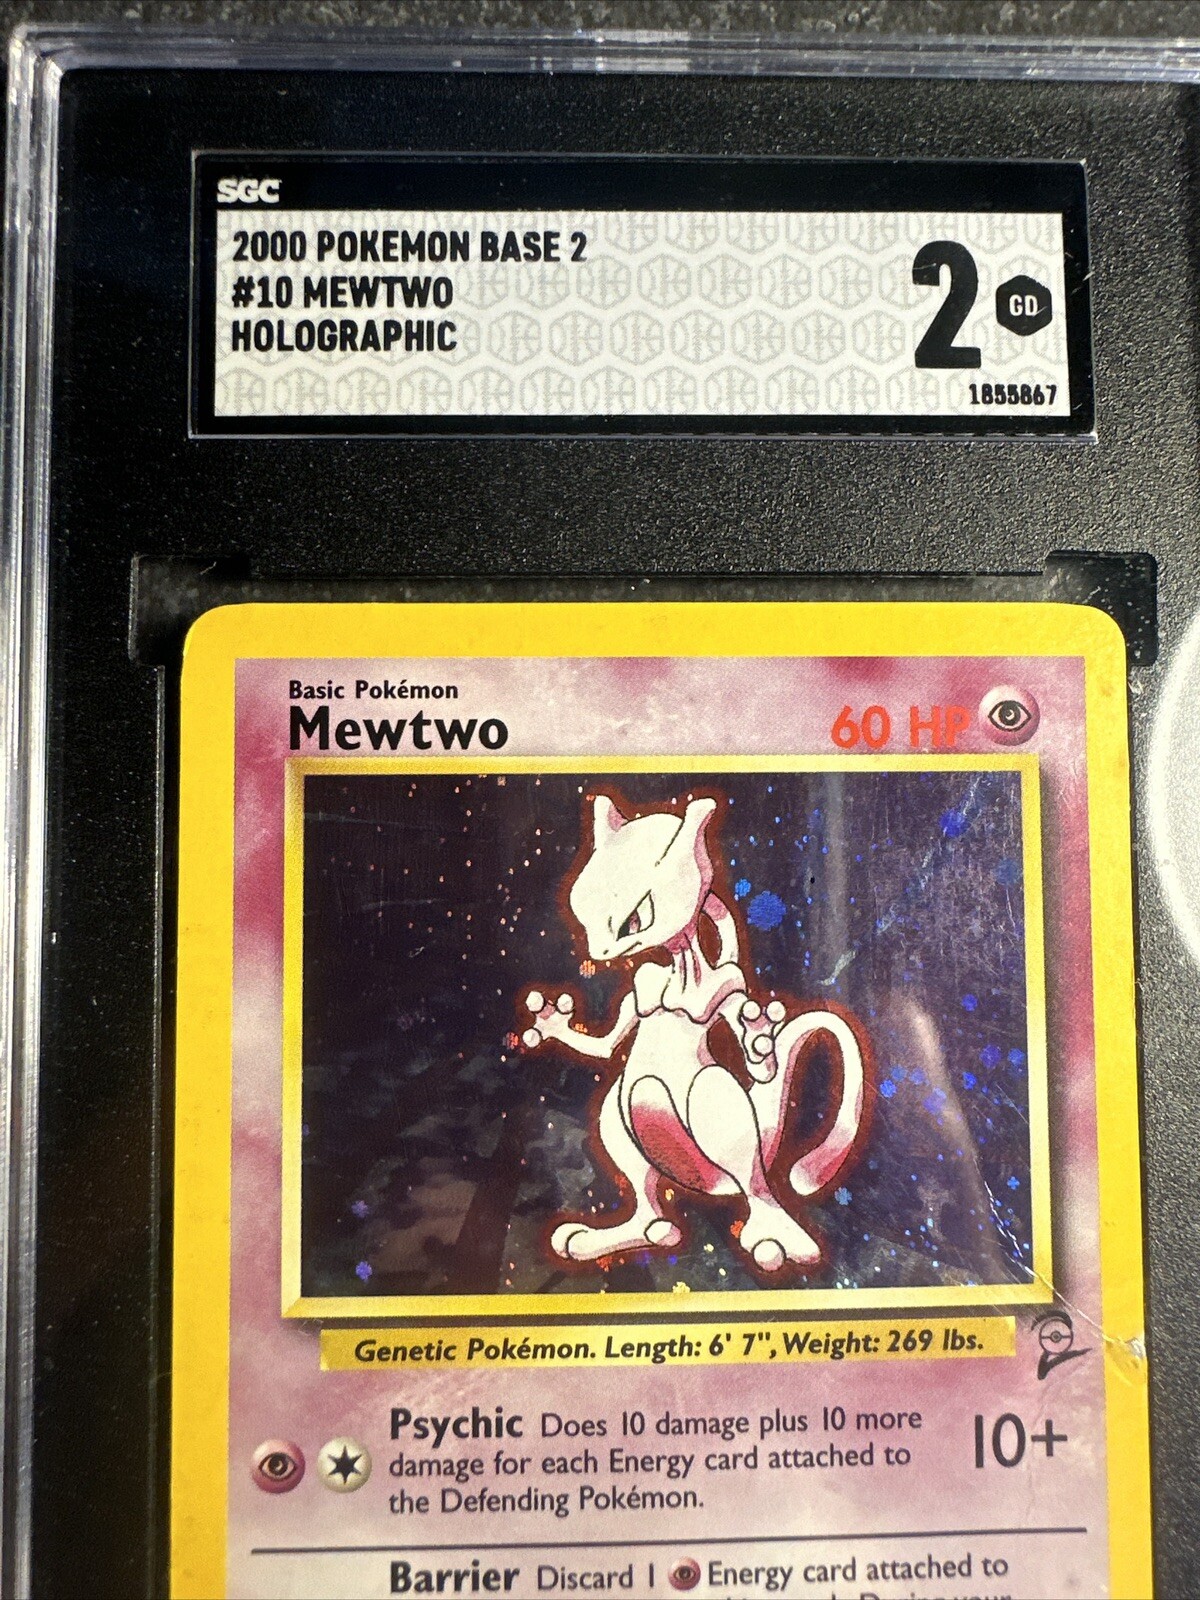 SGC
2000 POKEMON BASE 2
#10 MEWTWO
HOLOGRAPHIC
2
GD
1855867
Basic Pokémon
Mewtwo
60 HP
Genetic Pokémon. Length: 6' 7", Weight: 269 lbs.
Psychic Does 10 damage plus 10 more
damage for each Energy card attached to
the Defending Pokémon.
10+
Barrier Discard 1 Energy card attached to